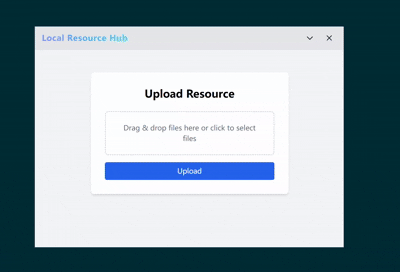 Local Resource Hub
Upload Resource
Drag & drop files here or click to select
files
Upload